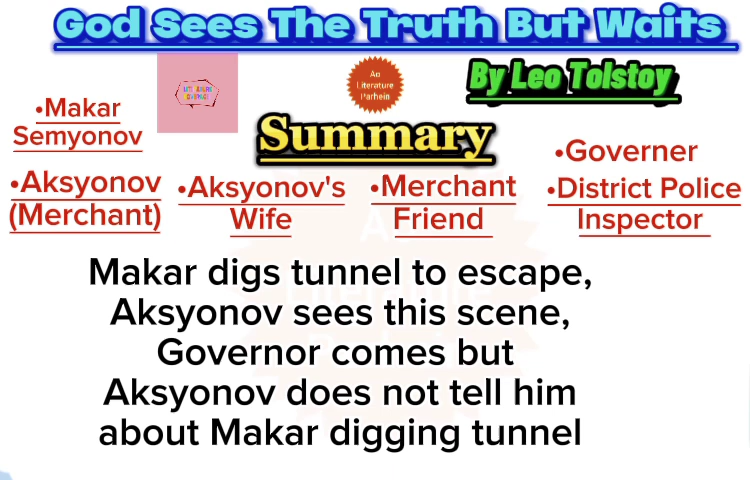 God Sees The Truth But Waits
By Leo Tolstoy
Ao
Literature
Parhein
Summary
•Makar
Semyonov
•Aksyonov
(Merchant)
•Aksyonov's
Wife
•Merchant
Friend
•Governer
•District Police
Inspector
Makar digs tunnel to escape,
Aksyonov sees this scene,
Governor comes but
Aksyonov does not tell him
about Makar digging tunnel